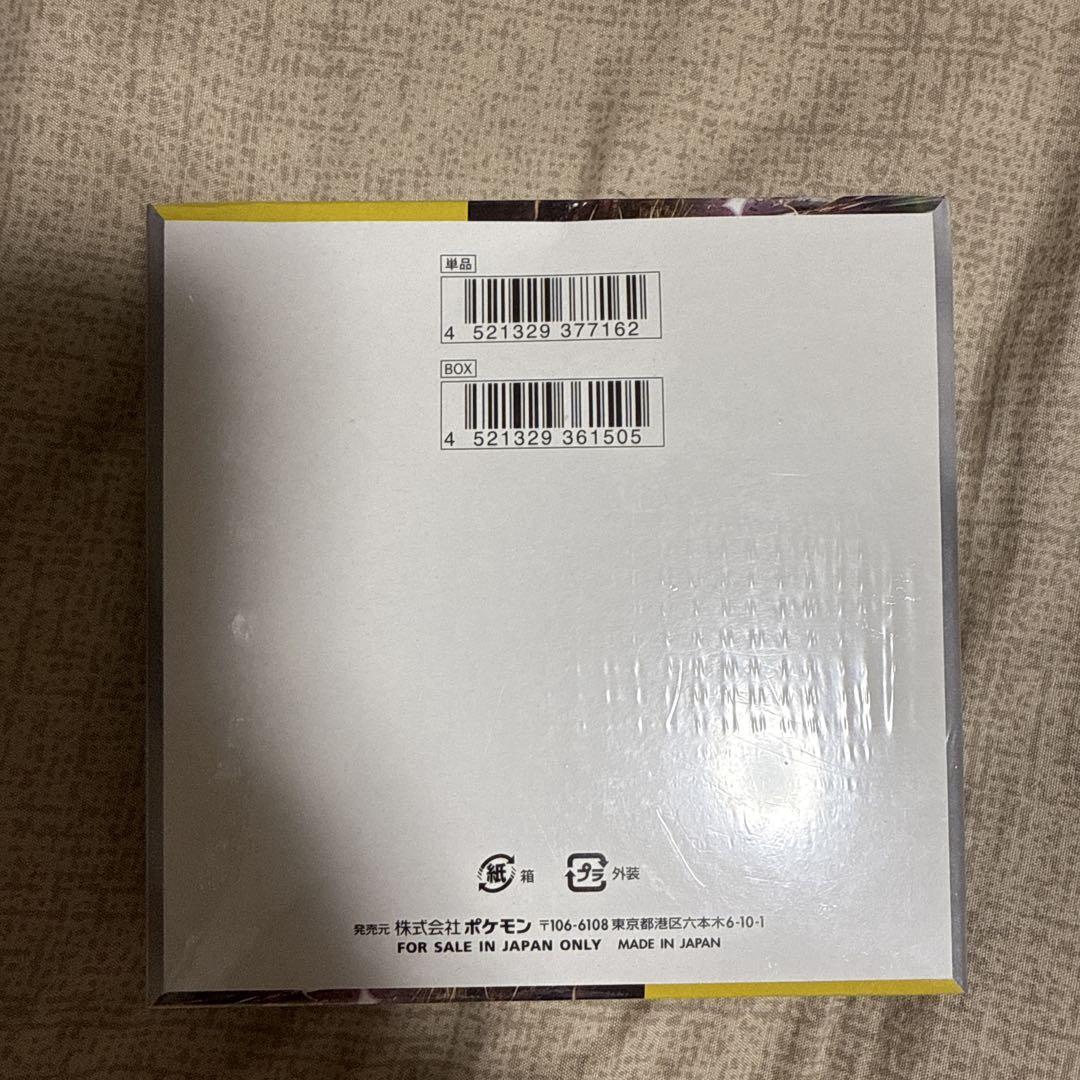 単品
4 521329 377162
BOX
4 521329 361505
紙 箱 プラ 外装
発売元 株式会社 ポケモン 〒106-6108 東京都港区六本木6-10-1
FOR SALE IN JAPAN ONLY MADE IN JAPAN